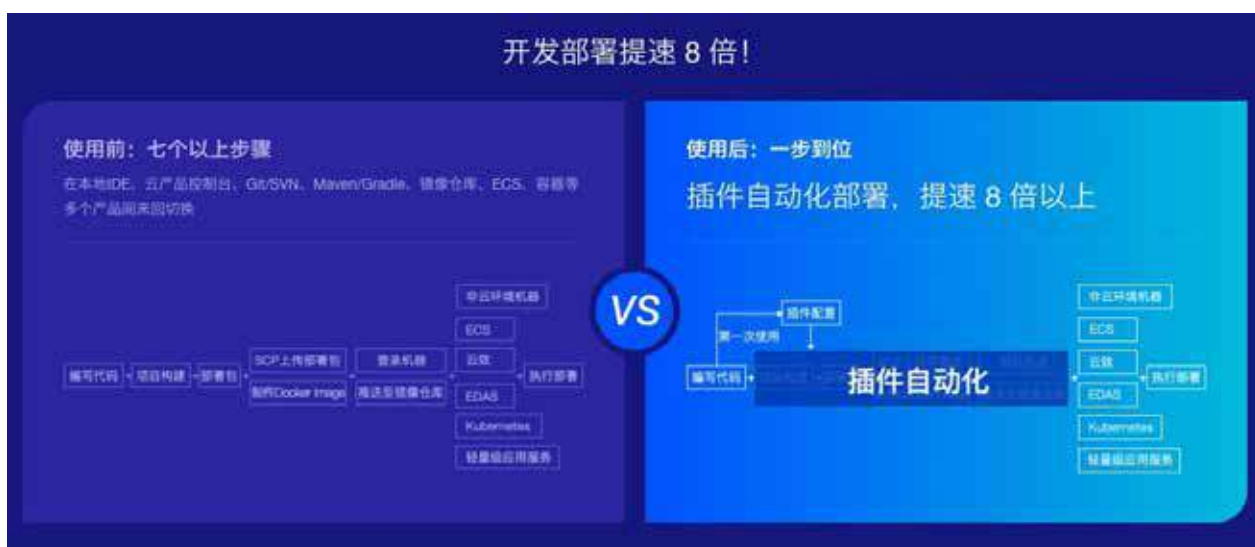 开发部署提速 8 倍!
使用前：七个以上步骤
在本地IDE、云产品控制台、Git/SVN、Maven/Gradle、镜像仓库、ECS、容器等
多个产品间来回切换
编写代码
项目构建
部署包
SCP上传部署包
制作Docker Image
登录机器
推送至镜像仓库
非云环境机器
ECS
云效
EDAS
Kubernetes
轻量级应用服务
执行部署
VS
使用后：一步到位
插件自动化部署，提速 8 倍以上
插件配置
第一次使用
编写代码
插件自动化
非云环境机器
ECS
云效
EDAS
Kubernetes
轻量级应用服务
执行部署